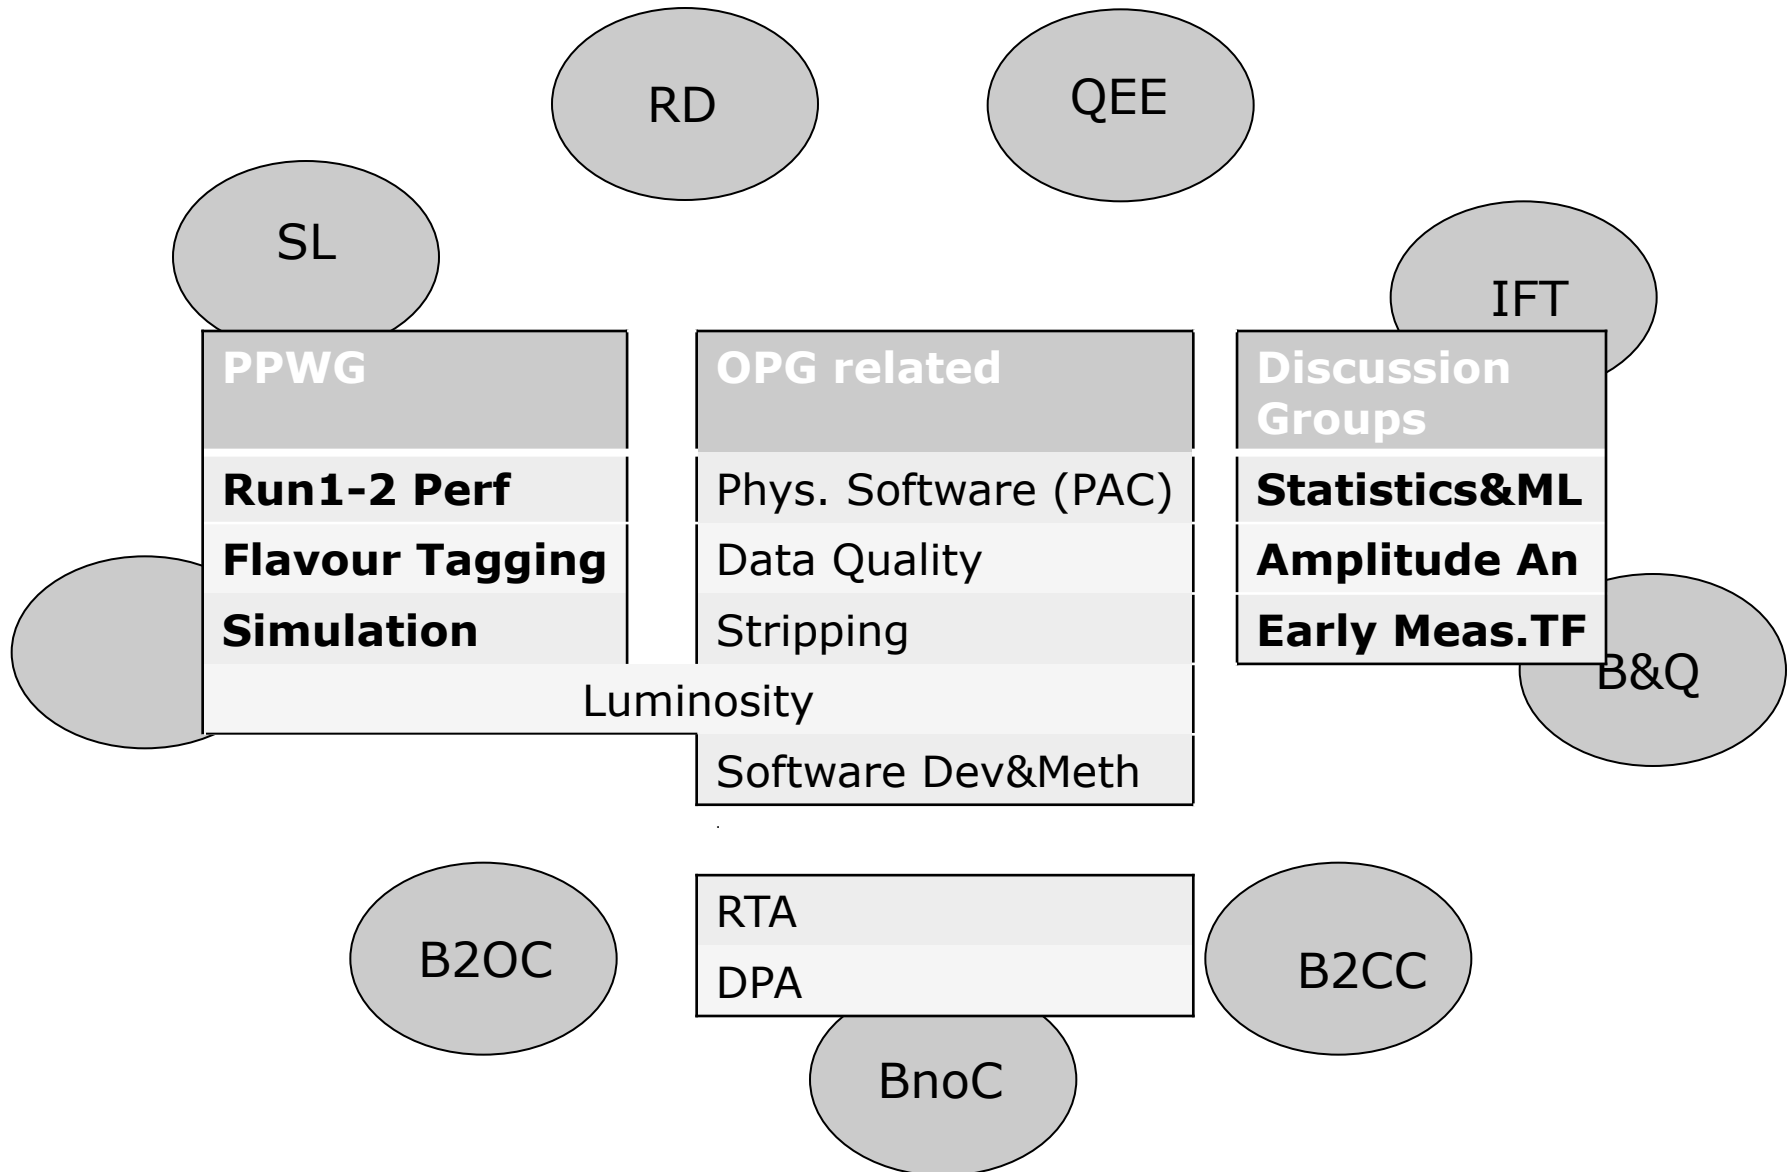 RD
QEE
SL
IFT
PPWG
Run1-2 Perf
Flavour Tagging
Simulation
OPG related
Phys. Software (PAC)
Data Quality
Stripping
Luminosity
Software Dev&Meth
.
Discussion
Groups
Statistics&ML
Amplitude An
Early Meas.TF
B&Q
RTA
DPA
B2OC
B2CC
BnoC